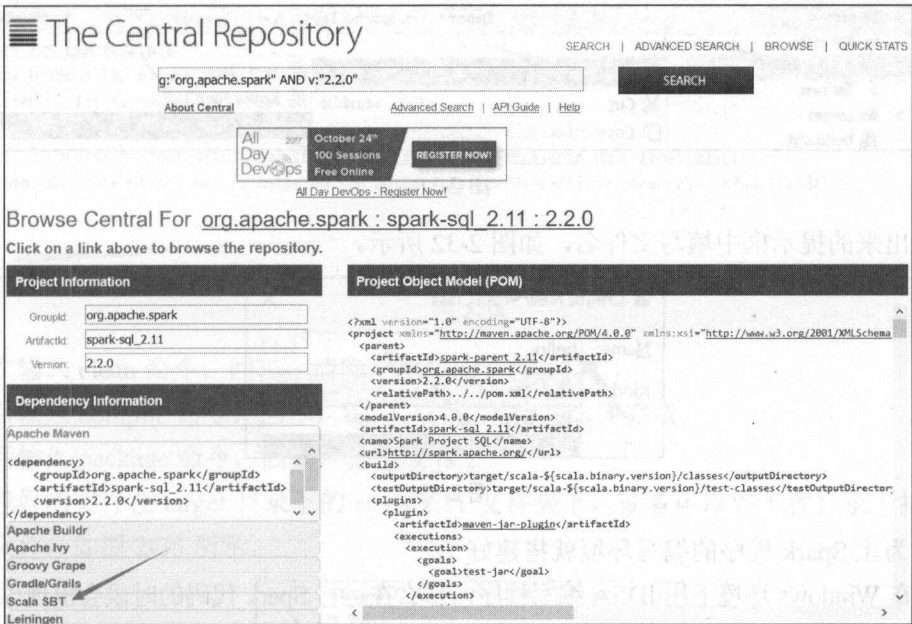 The Central Repository
SEARCH | ADVANCED SEARCH | BROWSE | QUICK STATS
g:"org.apache.spark" AND v:"2.2.0"
SEARCH
About Central
Advanced Search | API Guide | Help
All Day DevOps 2017
October 24th
100 Sessions
Free Online
REGISTER NOW!
All Day DevOps - Register Now!
Browse Central For org.apache.spark : spark-sql_2.11 : 2.2.0
Click on a link above to browse the repository.
Project Information
GroupId: org.apache.spark
ArtifactId: spark-sql_2.11
Version: 2.2.0
Dependency Information
Apache Maven
<dependency>
<groupId>org.apache.spark</groupId>
<artifactId>spark-sql_2.11</artifactId>
<version>2.2.0</version>
</dependency>
Apache Buildr
Apache Ivy
Groovy Grape
Gradle/Grails
Scala SBT
Leiningen
Project Object Model (POM)
<?xml version="1.0" encoding="UTF-8"?>
<project xmlns="http://maven.apache.org/POM/4.0.0" xmlns:xsi="http://www.w3.org/2001/XMLSchema
<parent>
<artifactId>spark-parent_2.11</artifactId>
<groupId>org.apache.spark</groupId>
<version>2.2.0</version>
<relativePath>../../pom.xml</relativePath>
</parent>
<modelVersion>4.0.0</modelVersion>
<artifactId>spark-sql_2.11</artifactId>
<name>Spark Project SQL</name>
<url>http://spark.apache.org/</url>
<build>
<outputDirectory>target/scala-${scala.binary.version}/classes</outputDirectory>
<testOutputDirectory>target/scala-${scala.binary.version}/test-classes</testOutputDirector
<plugins>
<plugin>
<artifactId>maven-jar-plugin</artifactId>
<executions>
<execution>
<goals>
<goal>test-jar</goal>
</goals>
</execution>